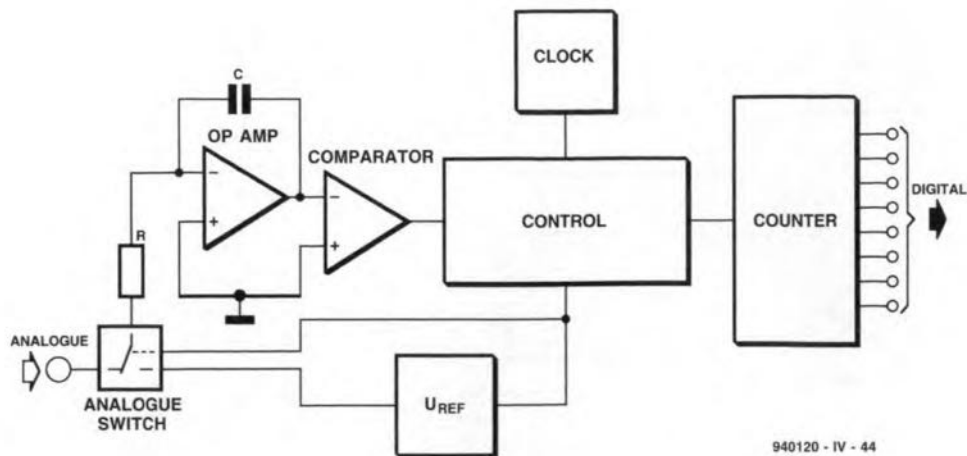 CLOCK
C
OP AMP
COMPARATOR
−
+
−
+
CONTROL
COUNTER
DIGITAL
R
ANALOGUE
ANALOGUE
SWITCH
UREF
940120 - IV - 44